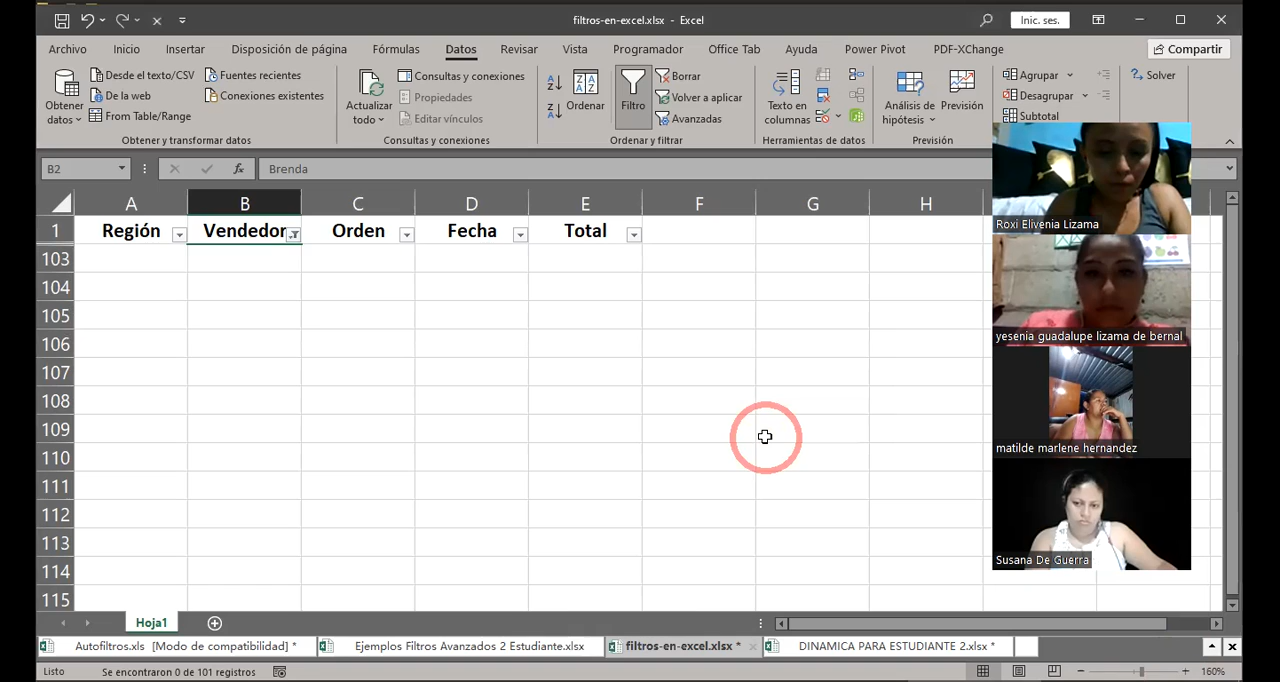 filtros-en-excel.xlsx - Excel
Inic. ses.
Archivo Inicio Insertar Disposición de página Fórmulas Datos Revisar Vista Programador Office Tab Ayuda Power Pivot PDF-XChange Compartir
Obtener datos
Desde el texto/CSV
De la web
From Table/Range
Fuentes recientes
Conexiones existentes
Obtener y transformar datos
Actualizar todo
Consultas y conexiones
Propiedades
Editar vínculos
Consultas y conexiones
Ordenar
Filtro
Borrar
Volver a aplicar
Avanzadas
Ordenar y filtrar
Texto en columnas
Herramientas de datos
Análisis de hipótesis
Previsión
Previsión
Agrupar
Desagrupar
Subtotal
Solver
B2 fx Brenda
A B C D E F G H
1 Región Vendedor Orden Fecha Total
103
104
105
106
107
108
109
110
111
112
113
114
115
Roxi Elivenia Lizama
yesenia guadalupe lizama de bernal
matilde marlene hernandez
Susana De Guerra
Hoja1
Autofiltros.xls [Modo de compatibilidad] * Ejemplos Filtros Avanzados 2 Estudiante.xlsx filtros-en-excel.xlsx * DINAMICA PARA ESTUDIANTE 2.xlsx *
Listo Se encontraron 0 de 101 registros 160%